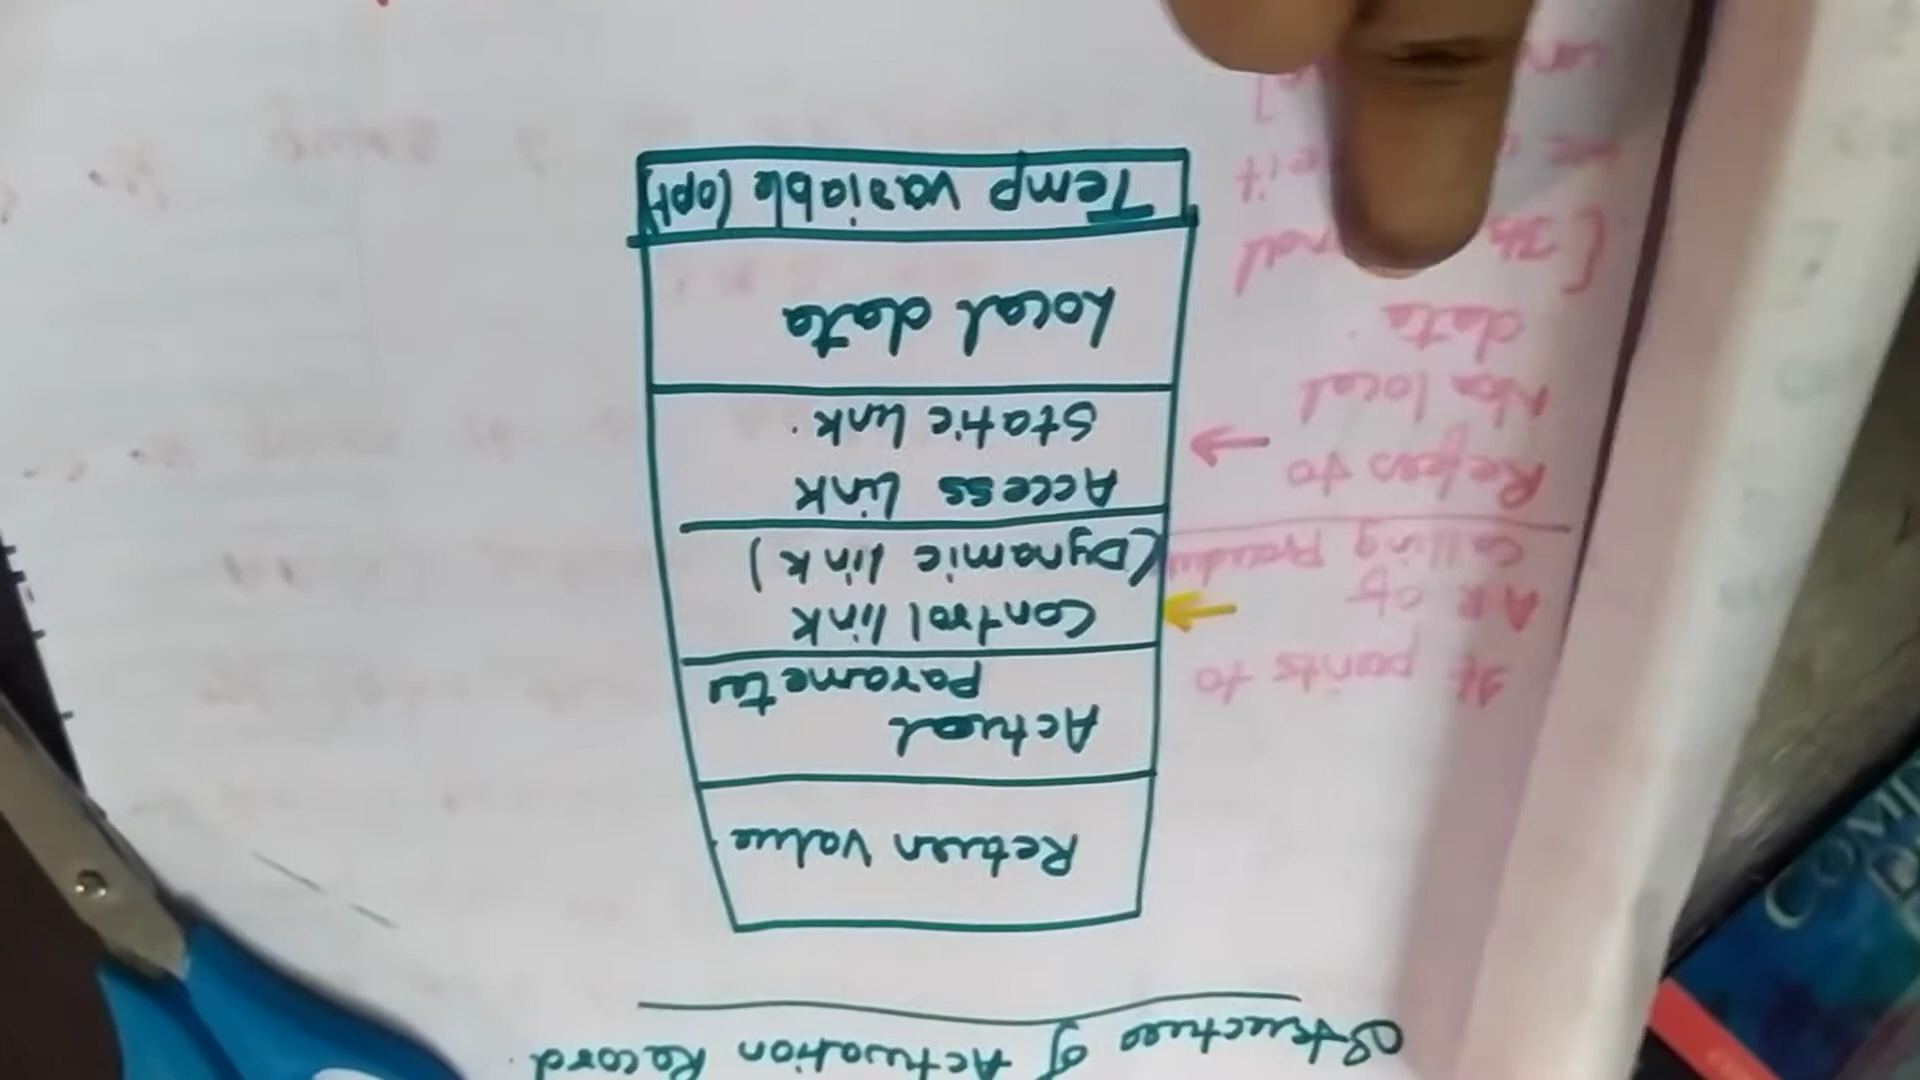 Structure of Activation Record.
Return value
Actual
parameter
Control link
(Dynamic link)
Access link
Static link.
Local data
Temp variable (opt)
It points to
AR of
Calling
Refers to
Non local
data.